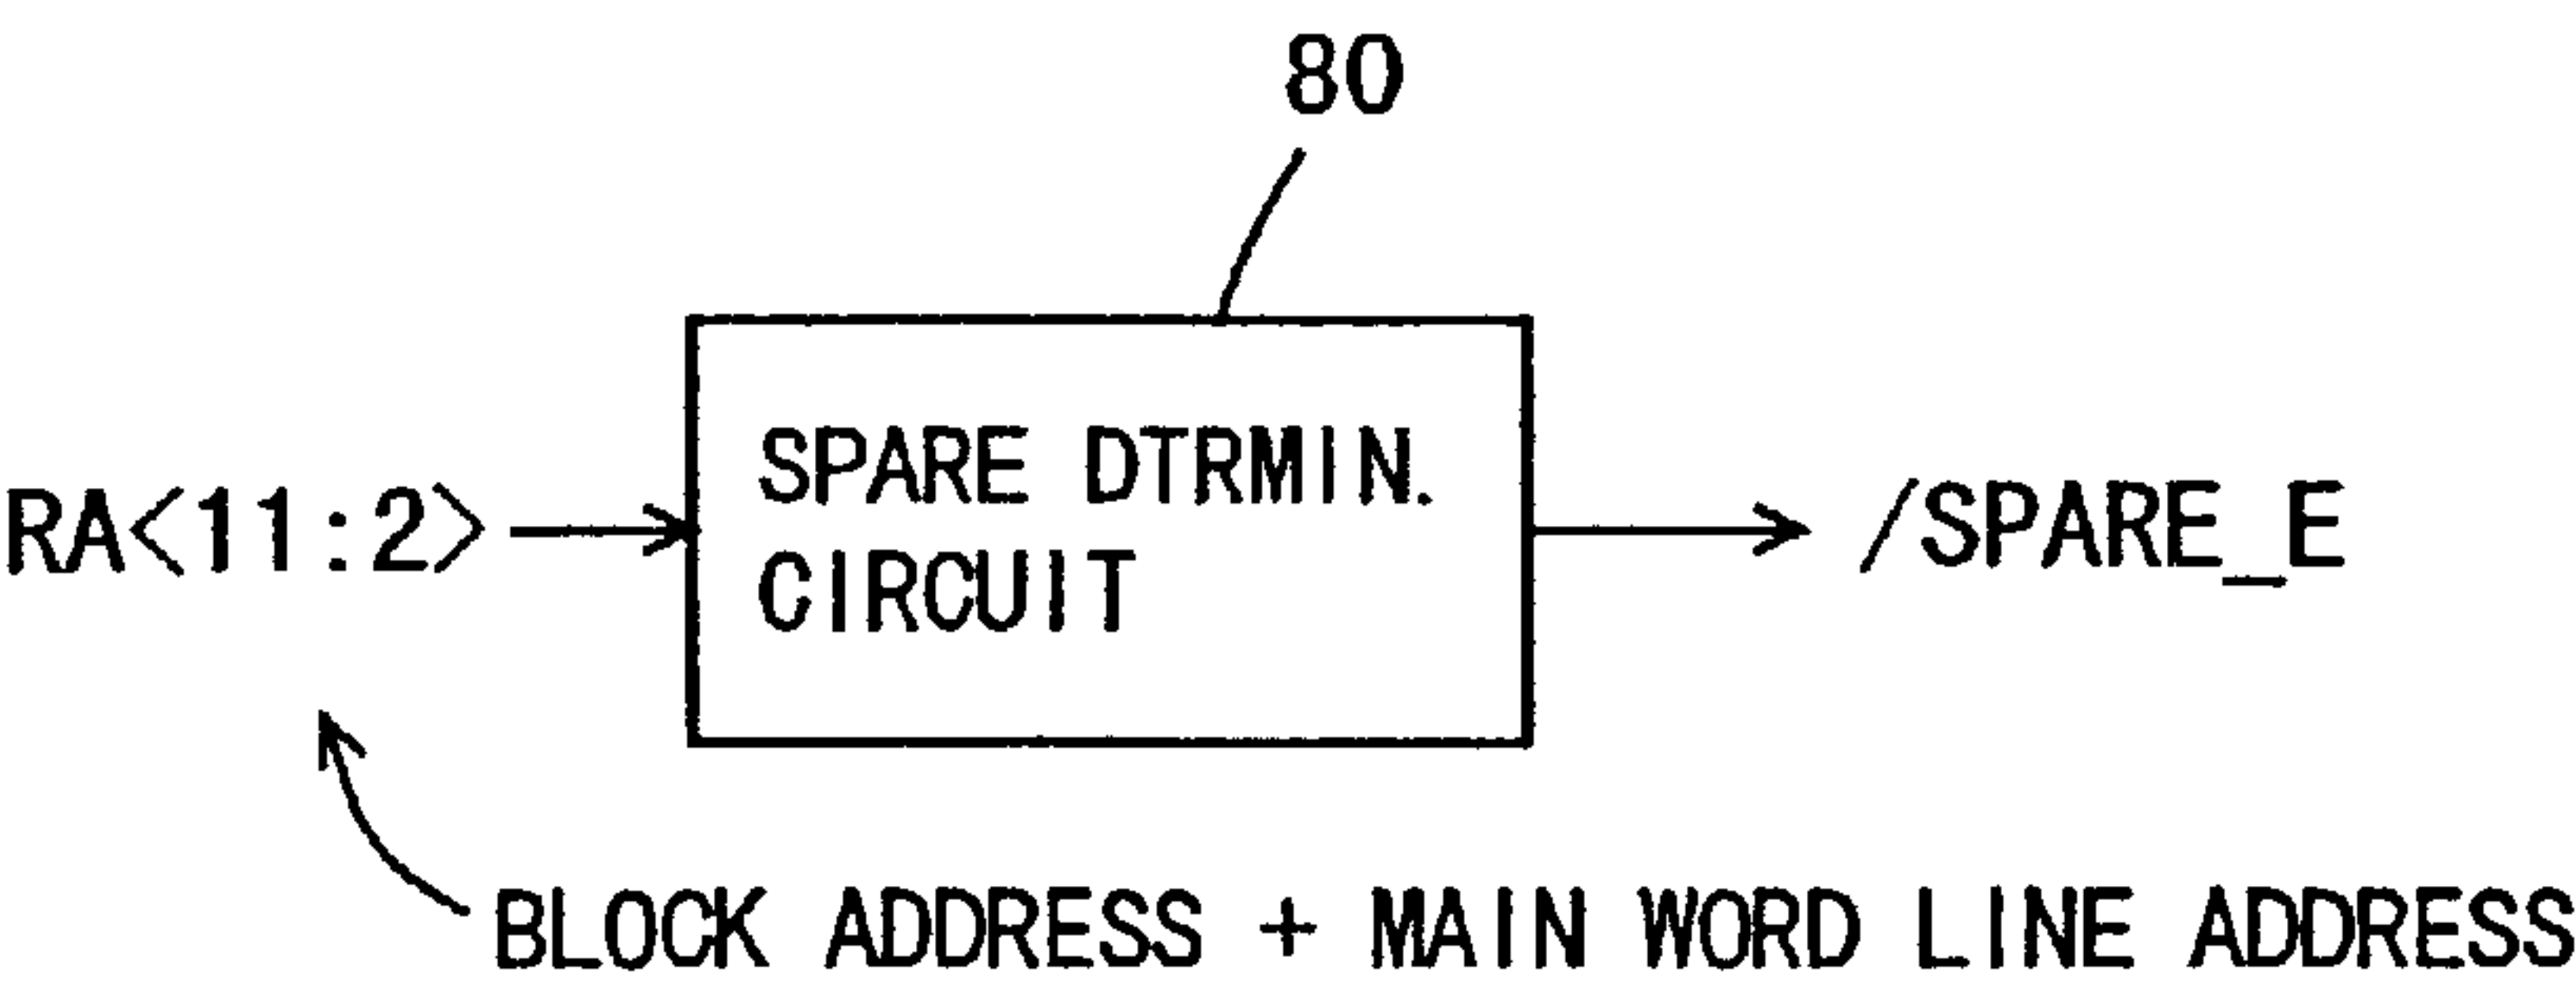 80
SPARE DTRMIN.
CIRCUIT
RA<11:2>
/SPARE_E
BLOCK ADDRESS + MAIN WORD LINE ADDRESS